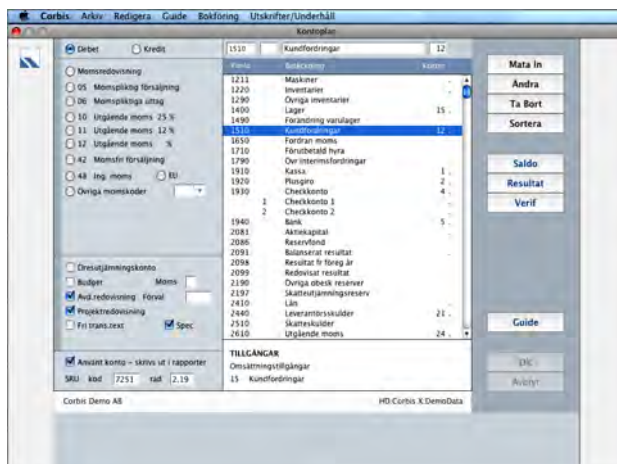 Corbis Arkiv Redigera Guide Bokföring Utskrifter/Underhåll
Kontoplan
Debet Kredit
1510 Kundfordringar 12
Momsredovisning
05 Momspliktig försäljning
06 Momspliktiga uttag
10 Utgående moms 25 %
11 Utgående moms 12 %
12 Utgående moms %
42 Momsfri försäljning
48 Ing. moms EU
Övriga momskoder
Öresutjämningskonto
Budget Moms
Avd.redovisning Förval
Projektredovisning
Fri trans.text Spec
Använt konto - skrivs ut i rapporter
SRU kod 7251 rad 2.19
Benämning
1211 Maskiner .
1220 Inventarier .
1290 Övriga inventarier .
1400 Lager 15 .
1490 Förändring varulager .
1510 Kundfordringar 12 .
1650 Fordran moms .
1710 Förutbetald hyra .
1790 Övr interimsfordringar .
1910 Kassa 1 .
1920 Plusgiro 2 .
1930 Checkkonto 4 .
1 Checkkonto 1 .
2 Checkkonto 2 .
1940 Bank 5 .
2081 Aktiekapital .
2086 Reservfond .
2091 Balanserat resultat .
2098 Resultat fr föreg år .
2099 Redovisat resultat .
2190 Övriga obesk reserver .
2197 Skatteutjämningsreserv .
2410 Lån .
2440 Leverantörsskulder 21 .
2510 Skatteskulder .
2610 Utgående moms 24 .
TILLGÅNGAR
Omsättningstillgångar
15 Kundfordringar
Mata In
Ändra
Ta Bort
Sortera
Saldo
Resultat
Verif
Guide
Avbryt
Corbis Demo AB HD:Corbis X:DemoData